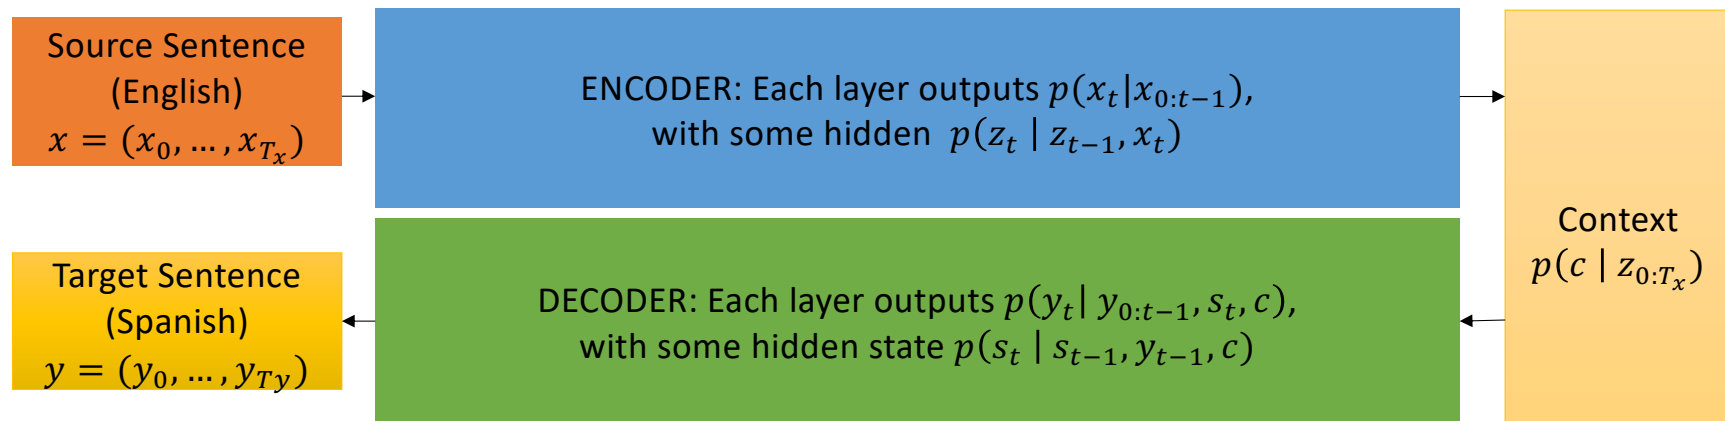 Source Sentence
(English)
x = (x_0, … , x_{T_x})
ENCODER: Each layer outputs p(x_t|x_{0:t−1}),
with some hidden p(z_t | z_{t−1}, x_t)
Context
p(c | z_{0:T_x})
Target Sentence
(Spanish)
y = (y_0, … , y_{Ty})
DECODER: Each layer outputs p(y_t| y_{0:t−1}, s_t, c),
with some hidden state p(s_t | s_{t−1}, y_{t−1}, c)